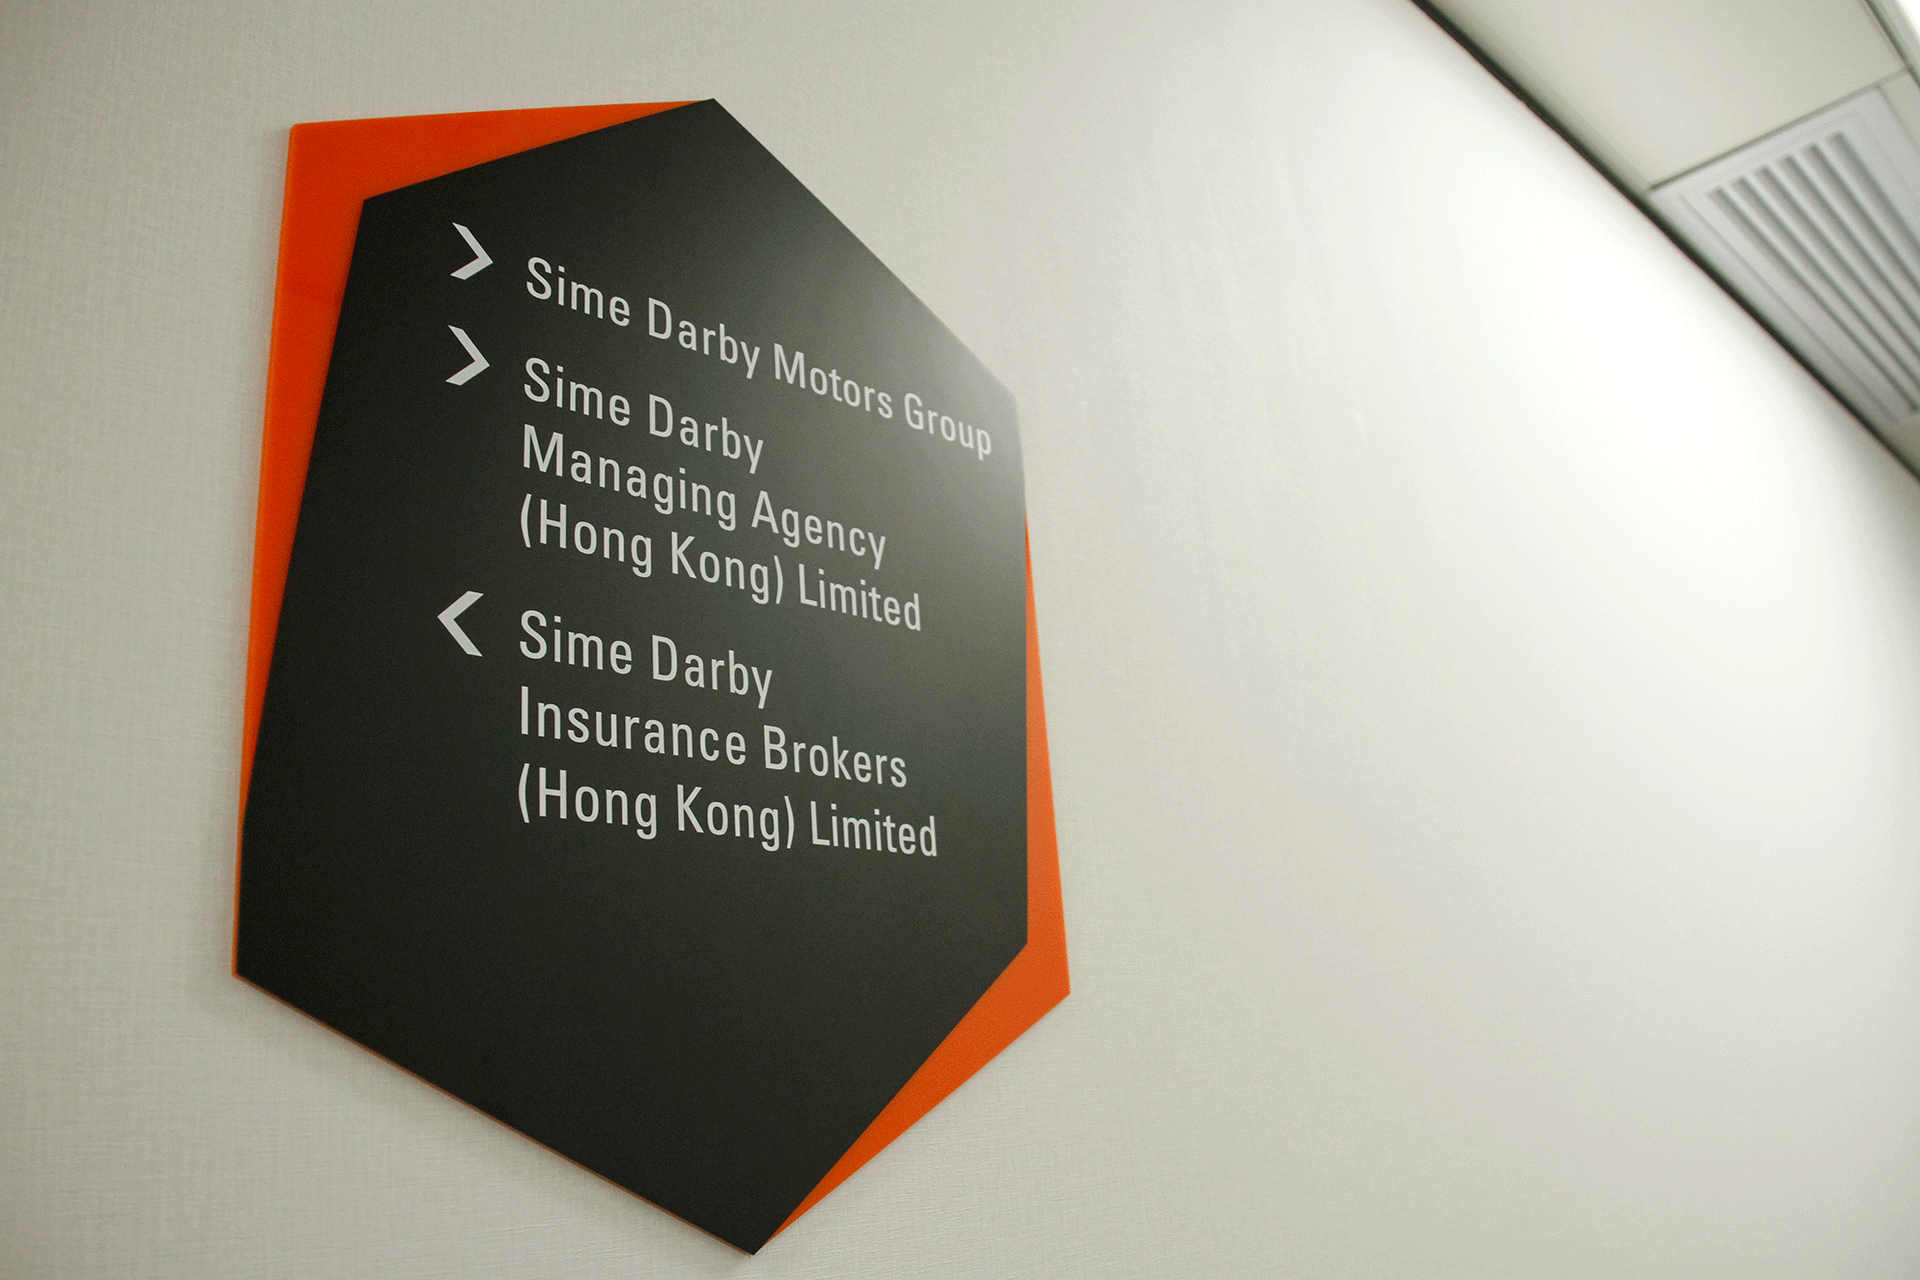 > Sime Darby Motors Group
> Sime Darby
Managing Agency
(Hong Kong) Limited
< Sime Darby
Insurance Brokers
(Hong Kong) Limited